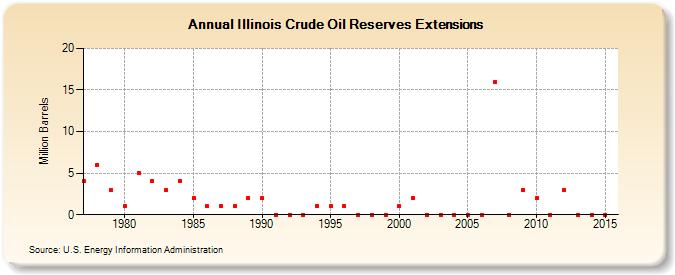 Annual Illinois Crude Oil Reserves Extensions
Million Barrels
20
15
10
5
0
1980 1985 1990 1995 2000 2005 2010 2015
Source: U.S. Energy Information Administration